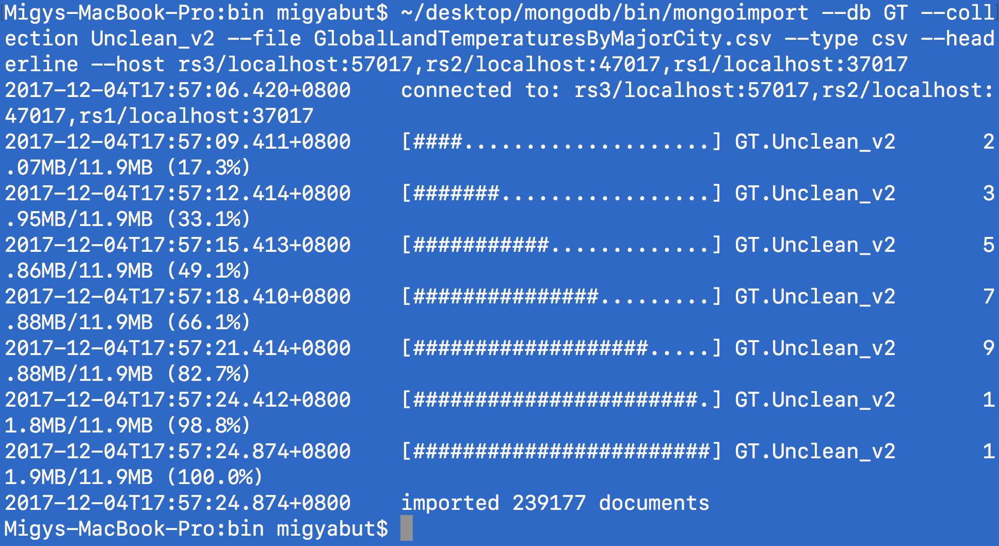 [Migys-MacBook-Pro:bin migyabut$ ~/desktop/mongodb/bin/mongoimport --db GT --coll]
ection Unclean_v2 --file GlobalLandTemperaturesByMajorCity.csv --type csv --head
erline --host rs3/localhost:57017,rs2/localhost:47017,rs1/localhost:37017
2017-12-04T17:57:06.420+0800    connected to: rs3/localhost:57017,rs2/localhost:
47017,rs1/localhost:37017
2017-12-04T17:57:09.411+0800    [####....................] GT.Unclean_v2       2
.07MB/11.9MB (17.3%)
2017-12-04T17:57:12.414+0800    [#######.................] GT.Unclean_v2       3
.95MB/11.9MB (33.1%)
2017-12-04T17:57:15.413+0800    [###########.............] GT.Unclean_v2       5
.86MB/11.9MB (49.1%)
2017-12-04T17:57:18.410+0800    [###############.........] GT.Unclean_v2       7
.88MB/11.9MB (66.1%)
2017-12-04T17:57:21.414+0800    [###################.....] GT.Unclean_v2       9
.88MB/11.9MB (82.7%)
2017-12-04T17:57:24.412+0800    [#######################.] GT.Unclean_v2       1
1.8MB/11.9MB (98.8%)
2017-12-04T17:57:24.874+0800    [########################] GT.Unclean_v2       1
1.9MB/11.9MB (100.0%)
2017-12-04T17:57:24.874+0800    imported 239177 documents
Migys-MacBook-Pro:bin migyabut$